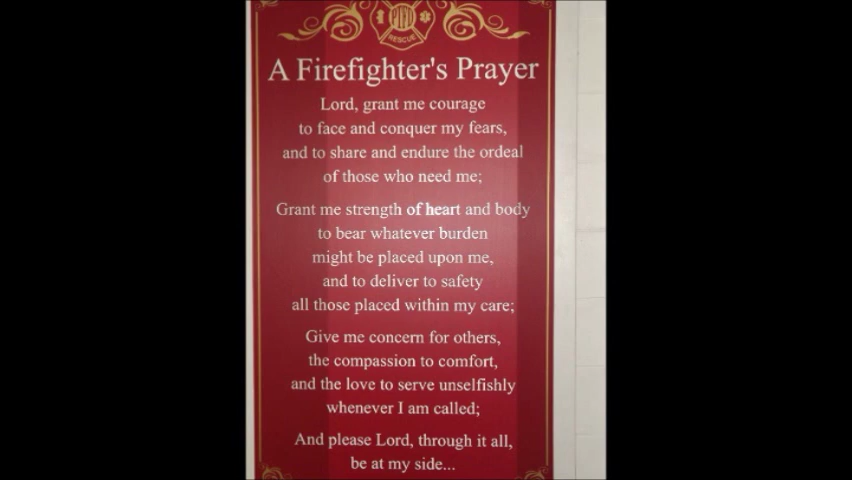 PTFD
RESCUE
A Firefighter's Prayer
Lord, grant me courage
to face and conquer my fears,
and to share and endure the ordeal
of those who need me;
Grant me strength of heart and body
to bear whatever burden
might be placed upon me,
and to deliver to safety
all those placed within my care;
Give me concern for others,
the compassion to comfort,
and the love to serve unselfishly
whenever I am called;
And please Lord, through it all,
be at my side...